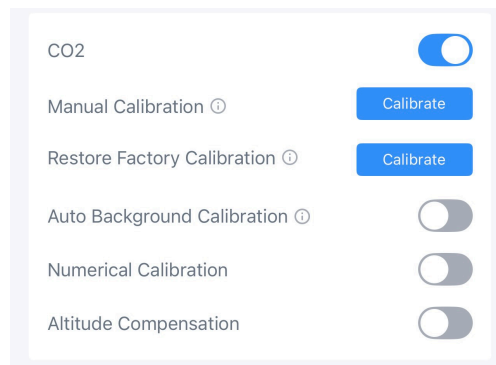 CO2
Manual Calibration
Calibrate
Restore Factory Calibration
Calibrate
Auto Background Calibration
Numerical Calibration
Altitude Compensation